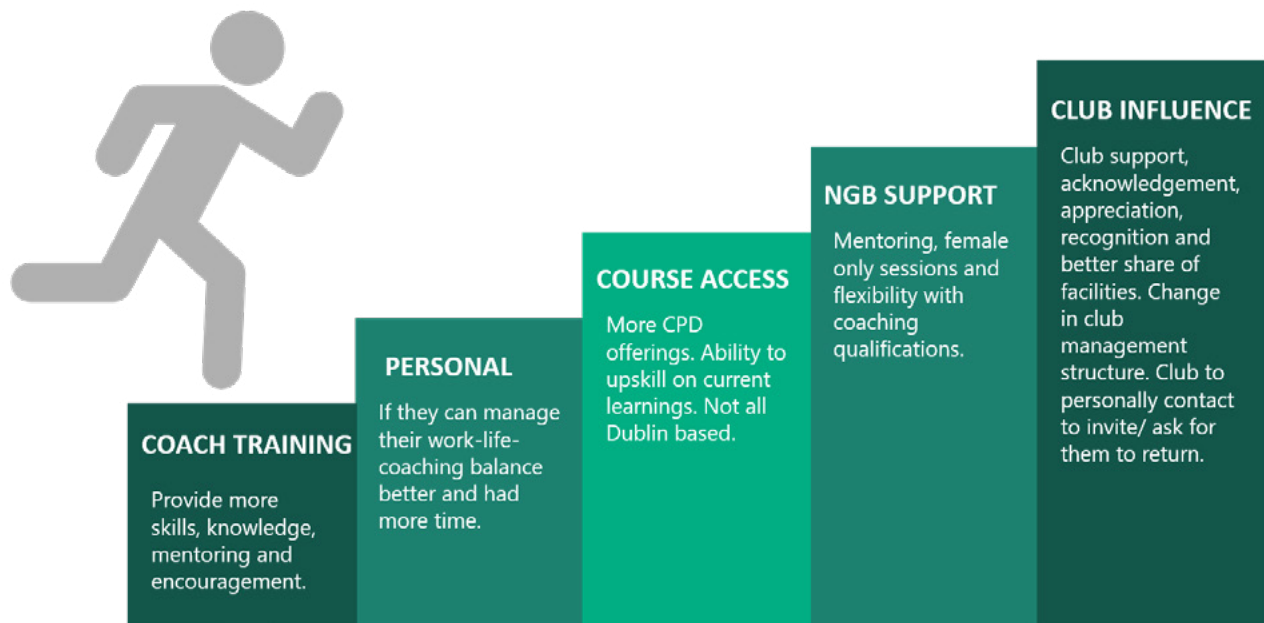 COACH TRAINING
Provide more
skills, knowledge,
mentoring and
encouragement.
PERSONAL
If they can manage
their work-life-
coaching balance
better and had
more time.
COURSE ACCESS
More CPD
offerings. Ability to
upskill on current
learnings. Not all
Dublin based.
NGB SUPPORT
Mentoring, female
only sessions and
flexibility with
coaching
qualifications.
CLUB INFLUENCE
Club support,
acknowledgement,
appreciation,
recognition and
better share of
facilities. Change
in club
management
structure. Club to
personally contact
to invite/ ask for
them to return.